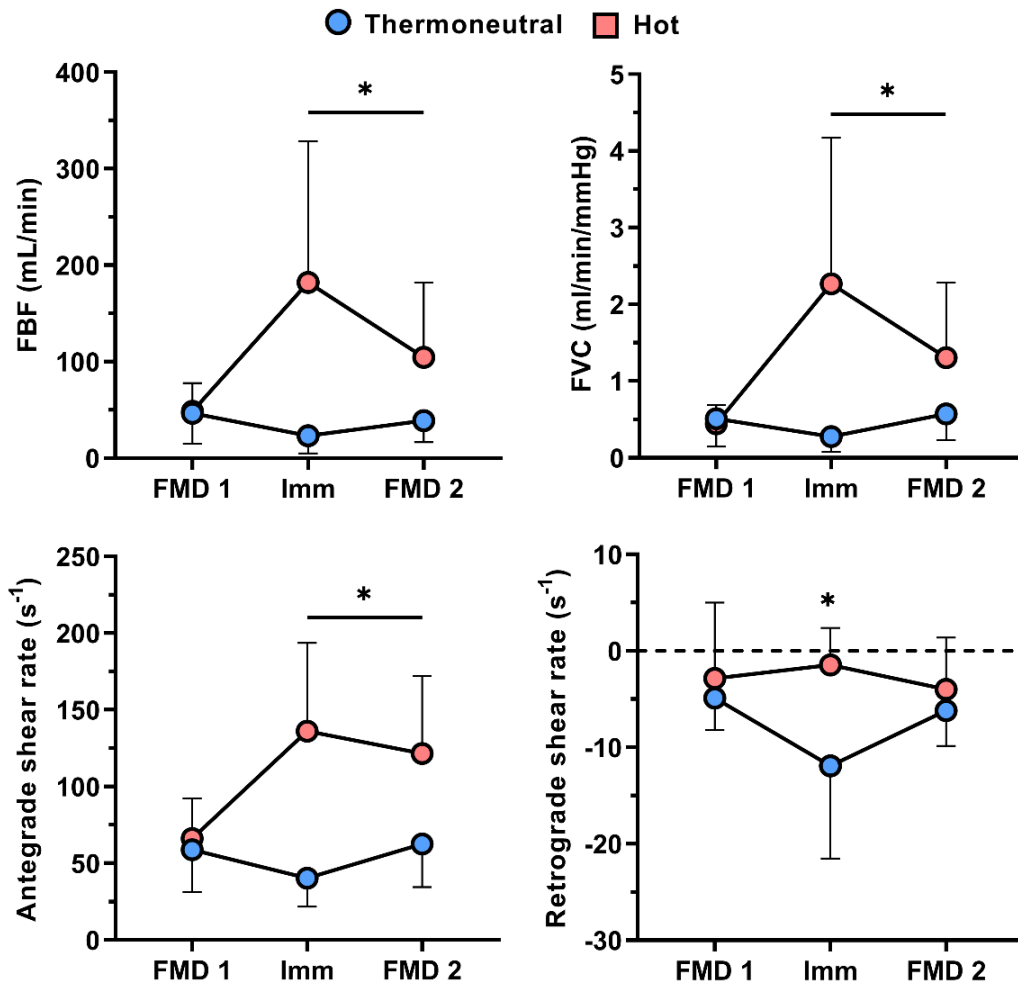 Thermoneutral Hot
400
300
200
100
0
FBF (mL/min)
*
FMD 1 Imm FMD 2
5
4
3
2
1
0
FVC (ml/min/mmHg)
*
FMD 1 Imm FMD 2
250
200
150
100
50
0
Antegrade shear rate (s-1)
*
FMD 1 Imm FMD 2
10
0
-10
-20
-30
Retrograde shear rate (s-1)
*
FMD 1 Imm FMD 2